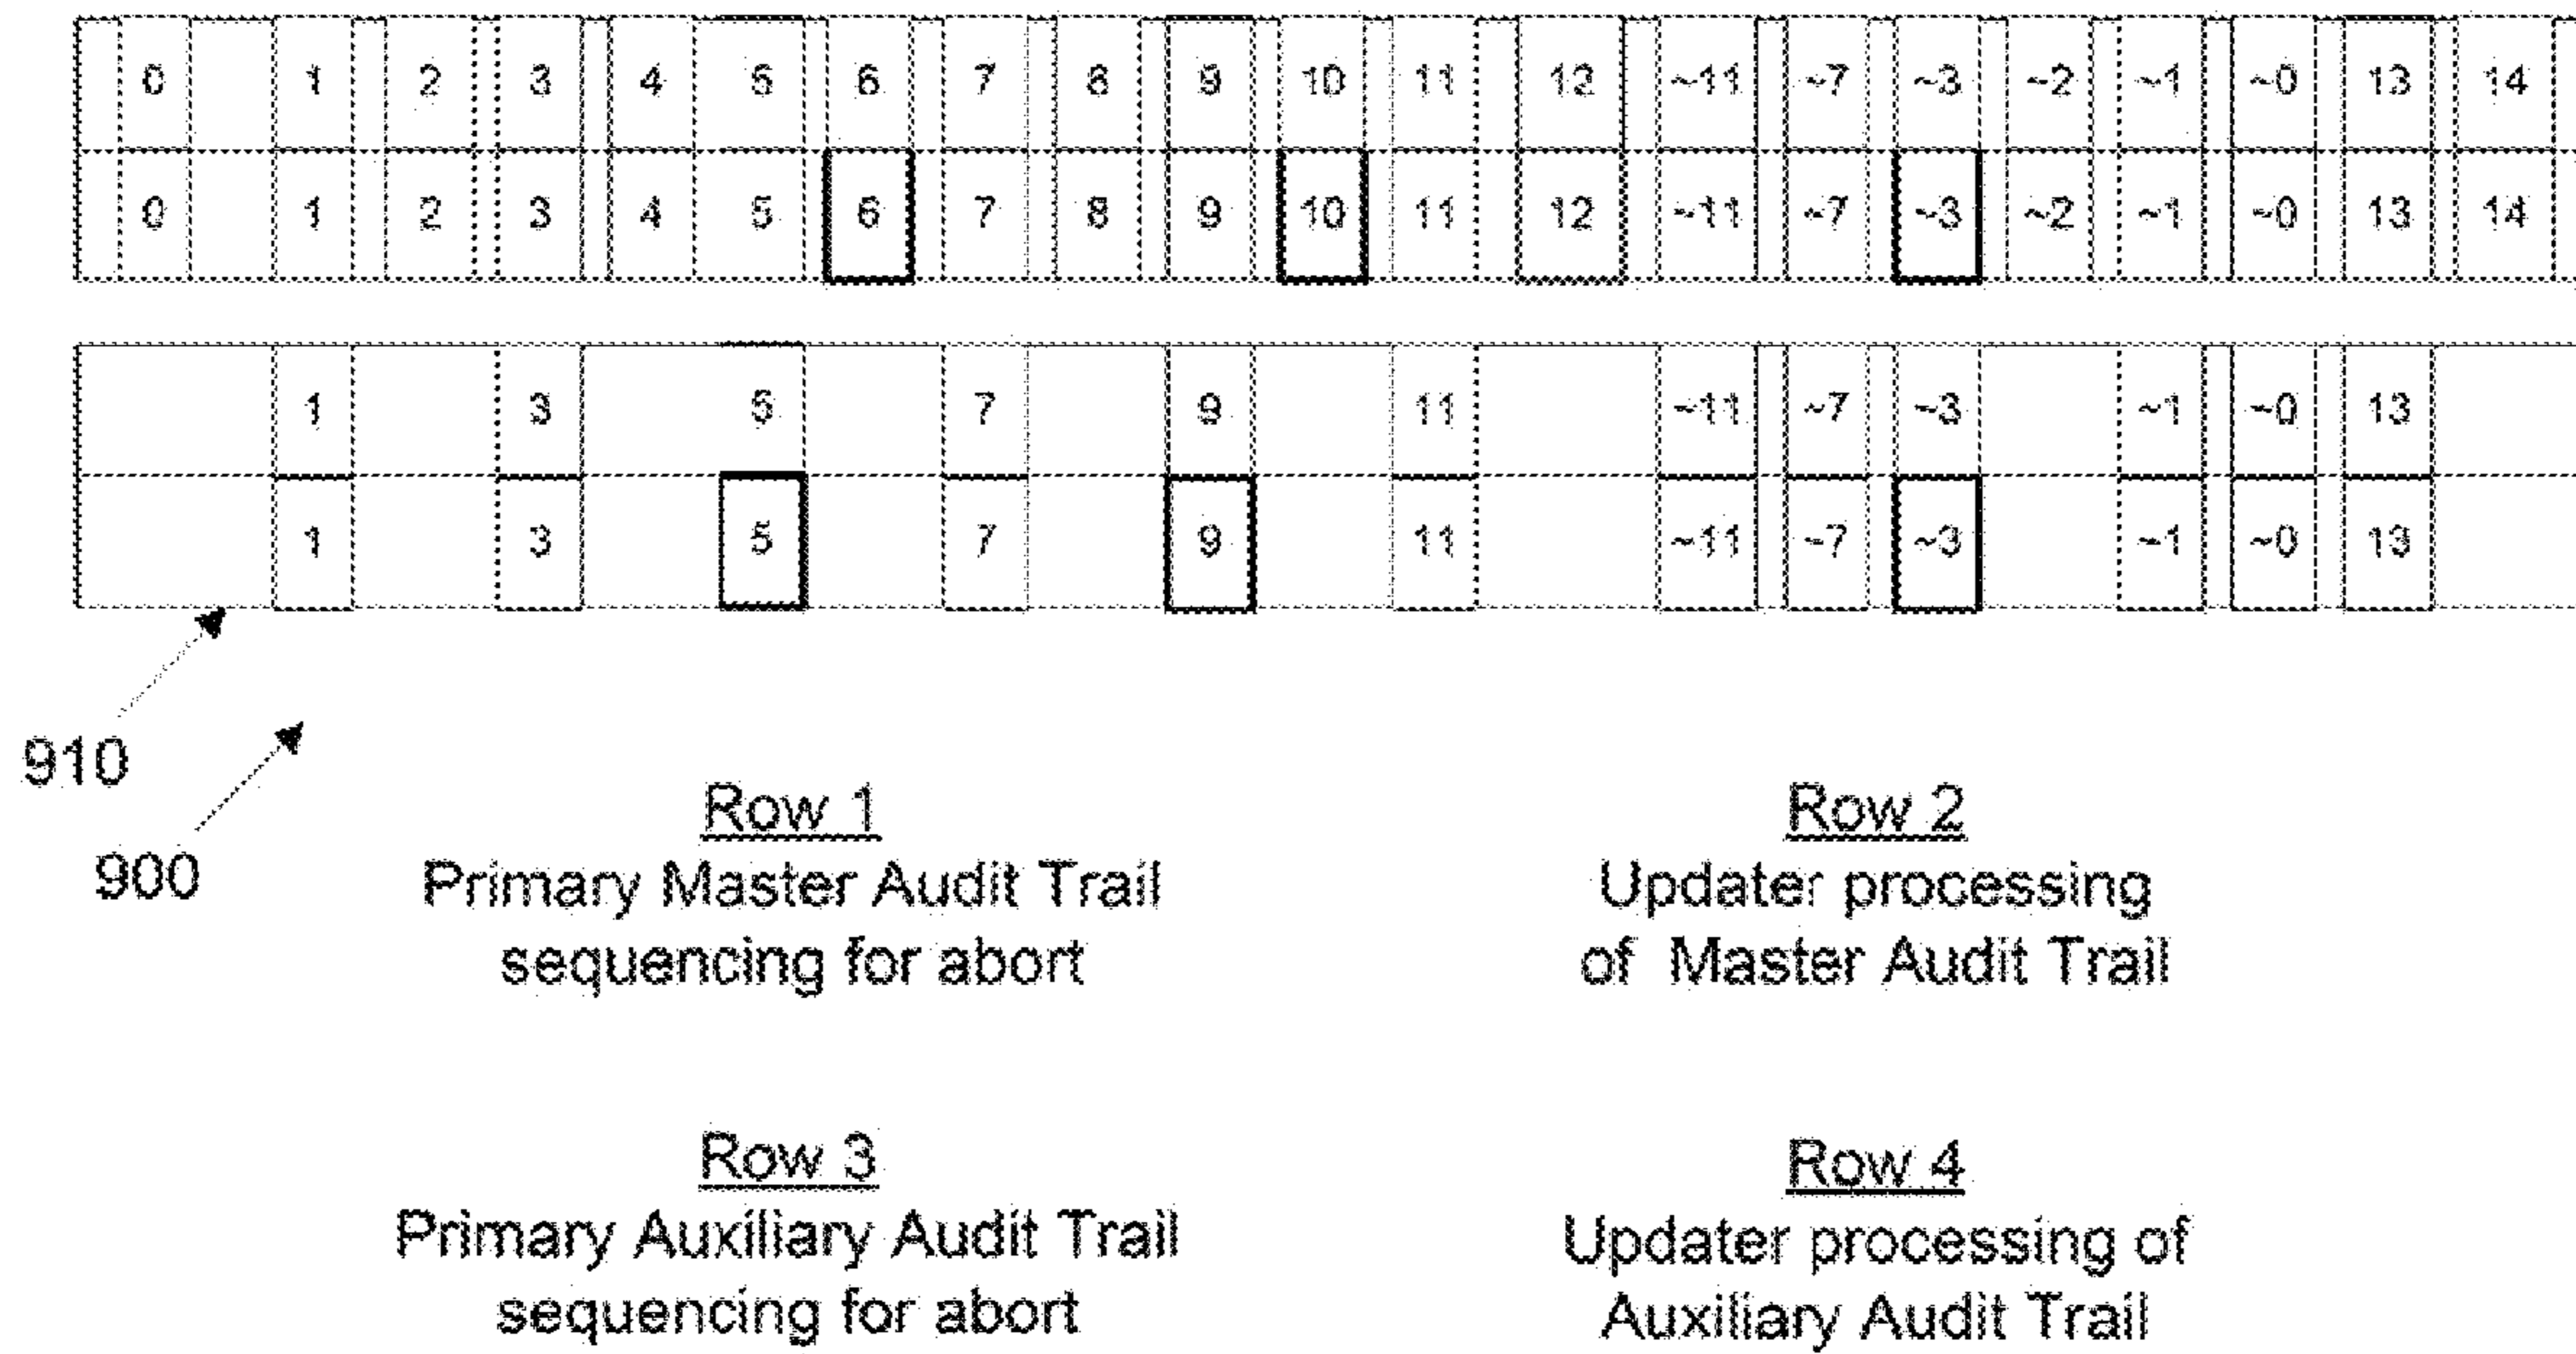 0 1 2 3 4 5 6 7 8 9 10 11 12 ~11 ~7 ~3 ~2 ~1 ~0 13 14
0 1 2 3 4 5 6 7 8 9 10 11 12 ~11 ~7 ~3 ~2 ~1 ~0 13 14
1 3 5 7 9 11 ~11 ~7 ~3 ~1 ~0 13
1 3 5 7 9 11 ~11 ~7 ~3 ~1 ~0 13
910
900
Row 1
Primary Master Audit Trail
sequencing for abort
Row 2
Updater processing
of Master Audit Trail
Row 3
Primary Auxiliary Audit Trail
sequencing for abort
Row 4
Updater processing of
Auxiliary Audit Trail